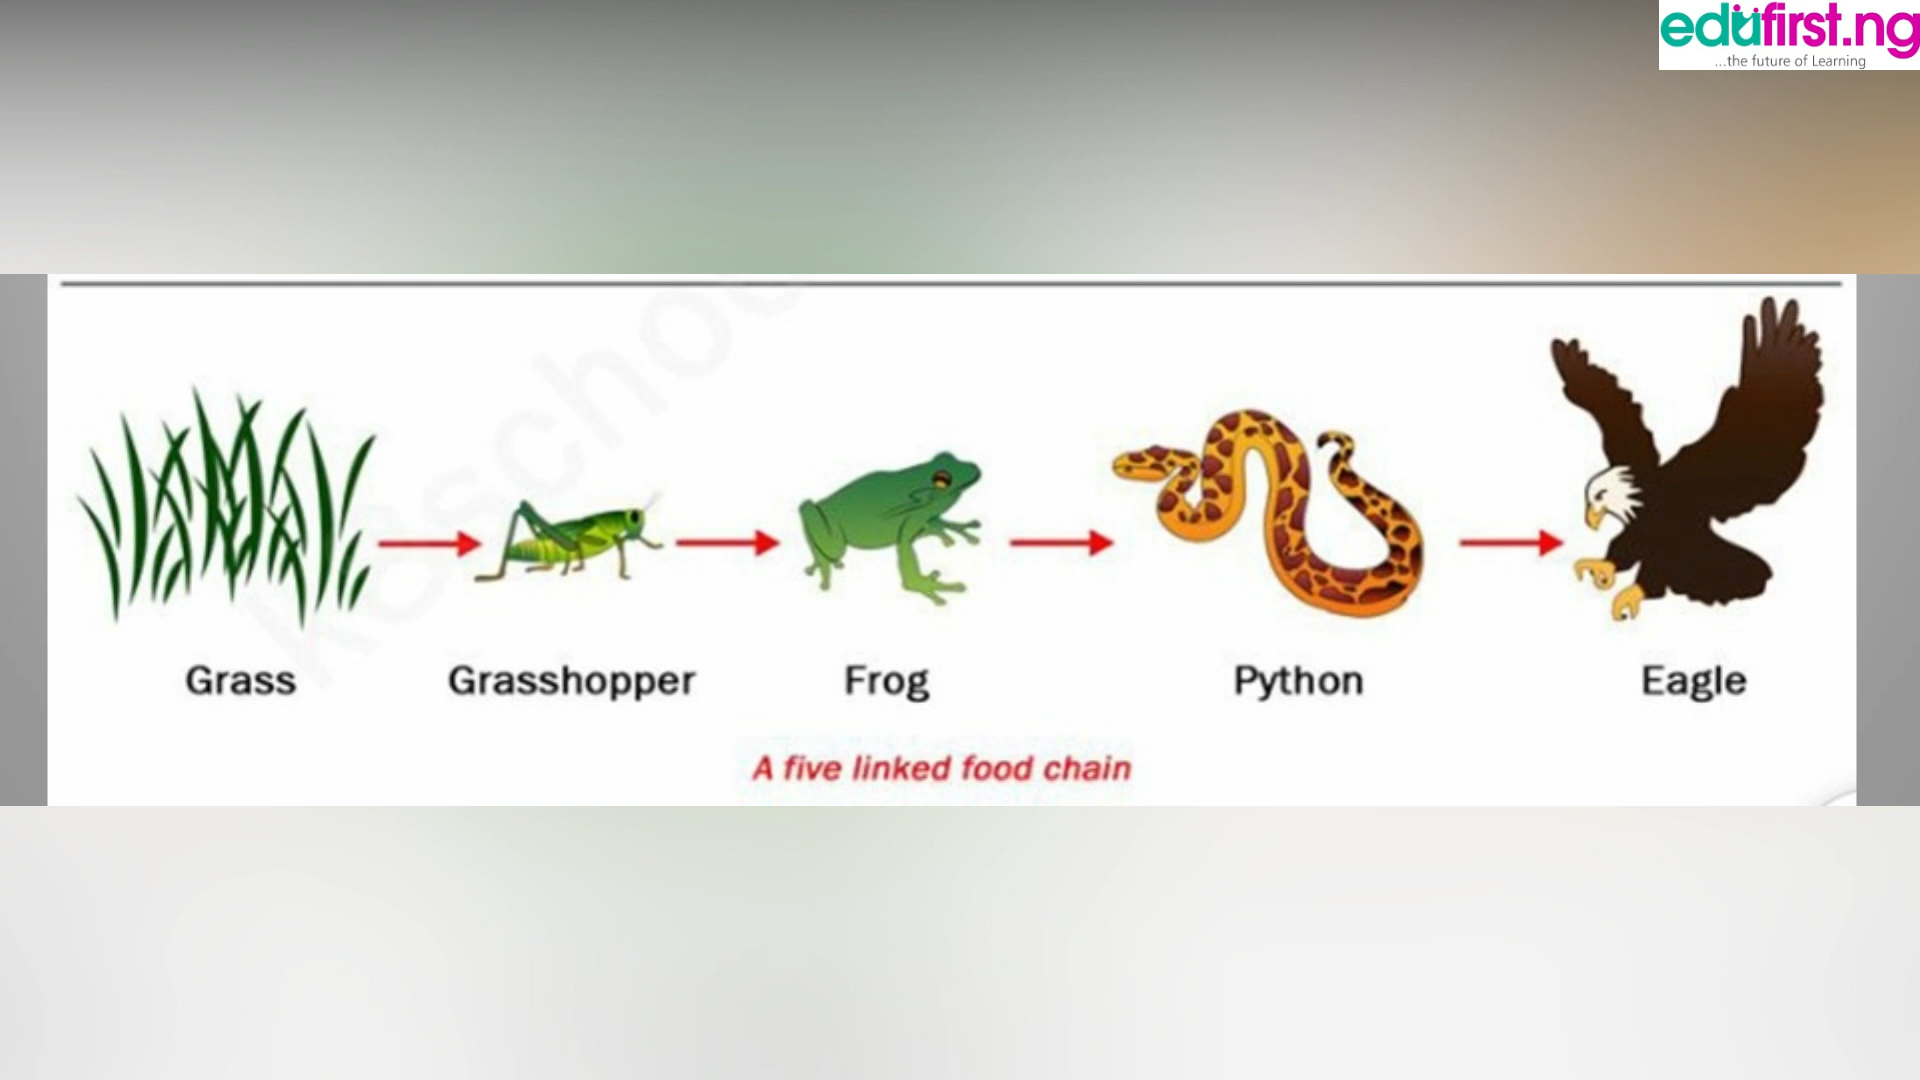 edufirst.ng
...the future of Learning
Grass
Grasshopper
Frog
Python
Eagle
A five linked food chain